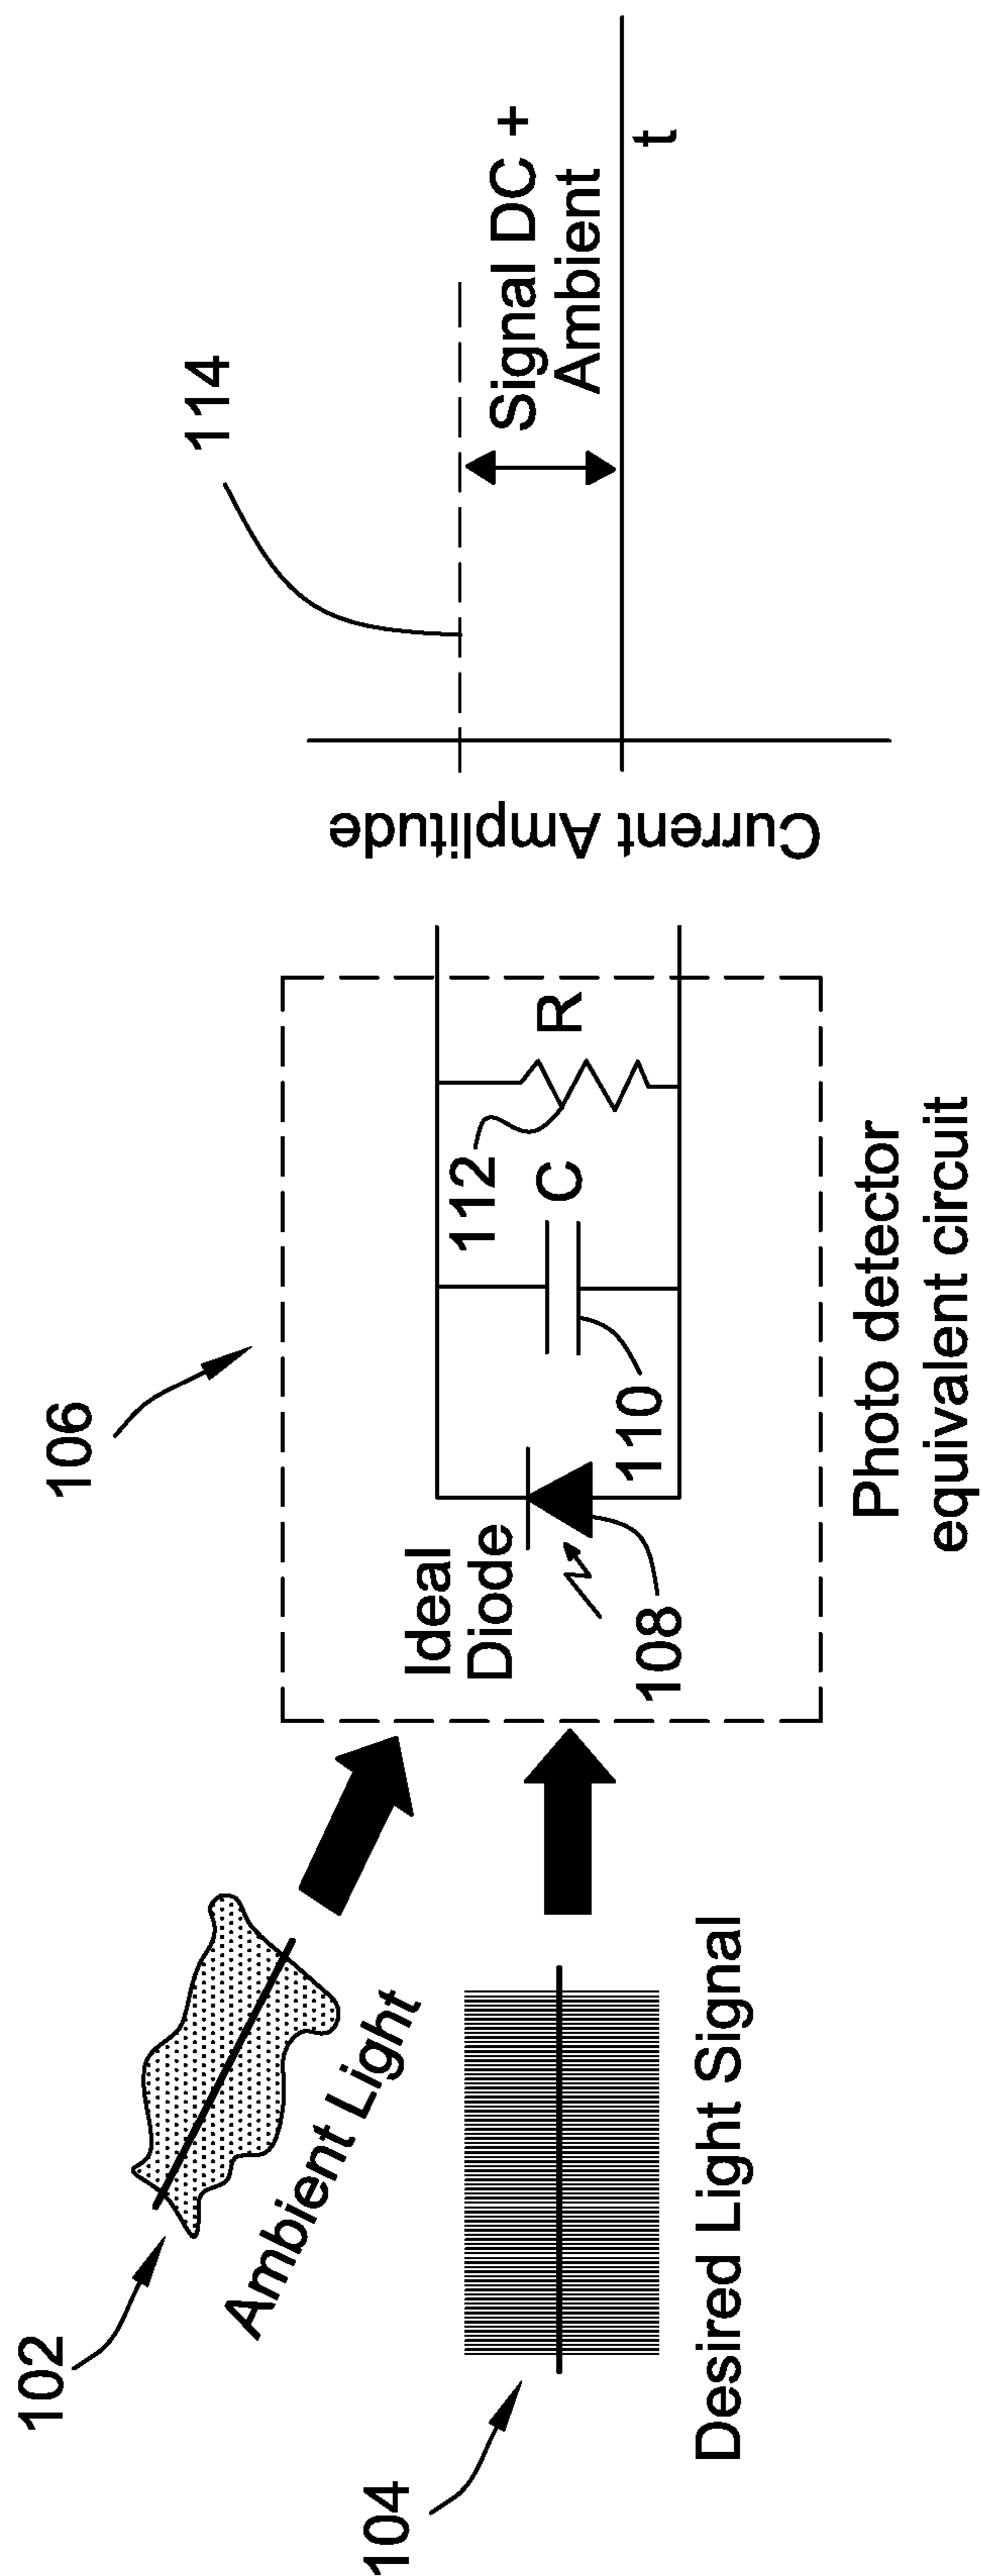 102
Ambient Light
104
Desired Light Signal
106
Ideal
Diode
108
110
C
112
R
Photo detector
equivalent circuit
Current Amplitude
114
Signal DC +
Ambient
t